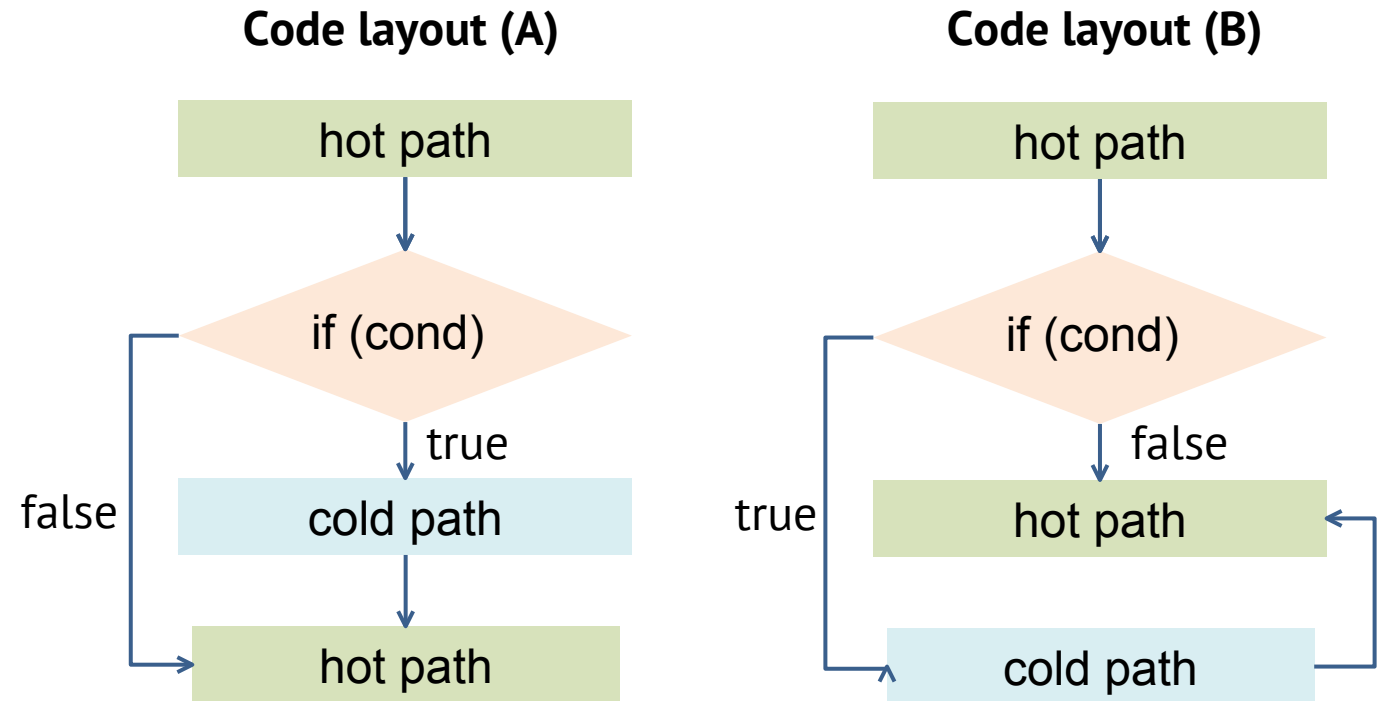 Code layout (A)
hot path
if (cond)
true
false
cold path
hot path
Code layout (B)
hot path
if (cond)
false
true
hot path
cold path